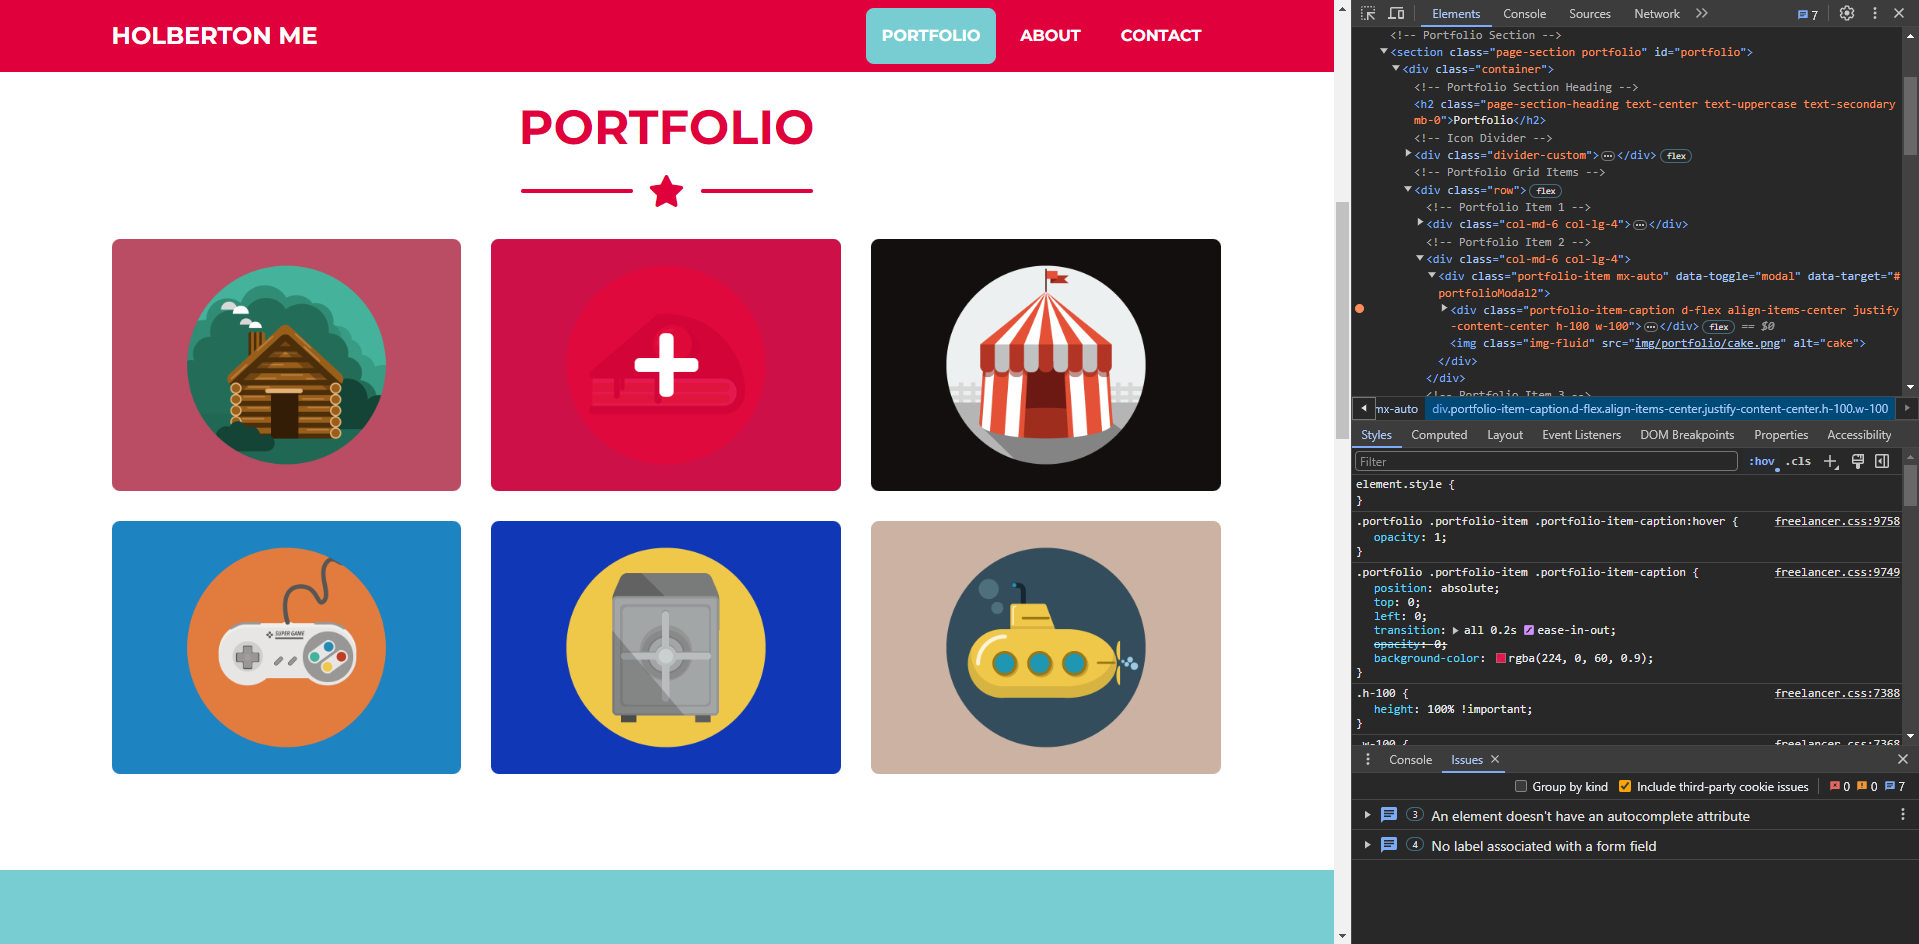 HOLBERTON ME
PORTFOLIO
ABOUT
CONTACT
PORTFOLIO
SUPER GAME
Elements
Console
Sources
Network
7
<!-- Portfolio Section -->
<section class="page-section portfolio" id="portfolio">
<div class="container">
<!-- Portfolio Section Heading -->
<h2 class="page-section-heading text-center text-uppercase text-secondary
mb-0">Portfolio</h2>
<!-- Icon Divider -->
<div class="divider-custom">…</div> flex
<!-- Portfolio Grid Items -->
<div class="row"> flex
<!-- Portfolio Item 1 -->
<div class="col-md-6 col-lg-4">…</div>
<!-- Portfolio Item 2 -->
<div class="col-md-6 col-lg-4">
<div class="portfolio-item mx-auto" data-toggle="modal" data-target="#
portfolioModal2">
<div class="portfolio-item-caption d-flex align-items-center justify
-content-center h-100 w-100">…</div> flex == $0
<img class="img-fluid" src="img/portfolio/cake.png" alt="cake">
</div>
</div>
<!-- Portfolio Item 3 -->
mx-auto
div.portfolio-item-caption.d-flex.align-items-center.justify-content-center.h-100.w-100
Styles
Computed
Layout
Event Listeners
DOM Breakpoints
Properties
Accessibility
Filter
:hov
.cls
element.style {
}
.portfolio .portfolio-item .portfolio-item-caption:hover { freelancer.css:9758
opacity: 1;
}
.portfolio .portfolio-item .portfolio-item-caption { freelancer.css:9749
position: absolute;
top: 0;
left: 0;
transition: all 0.2s ease-in-out;
opacity: 0;
background-color: rgba(224, 0, 60, 0.9);
}
.h-100 { freelancer.css:7388
height: 100% !important;
}
.w-100 { freelancer.css:7368
Console
Issues
Group by kind
Include third-party cookie issues
0
0
7
3 An element doesn't have an autocomplete attribute
4 No label associated with a form field